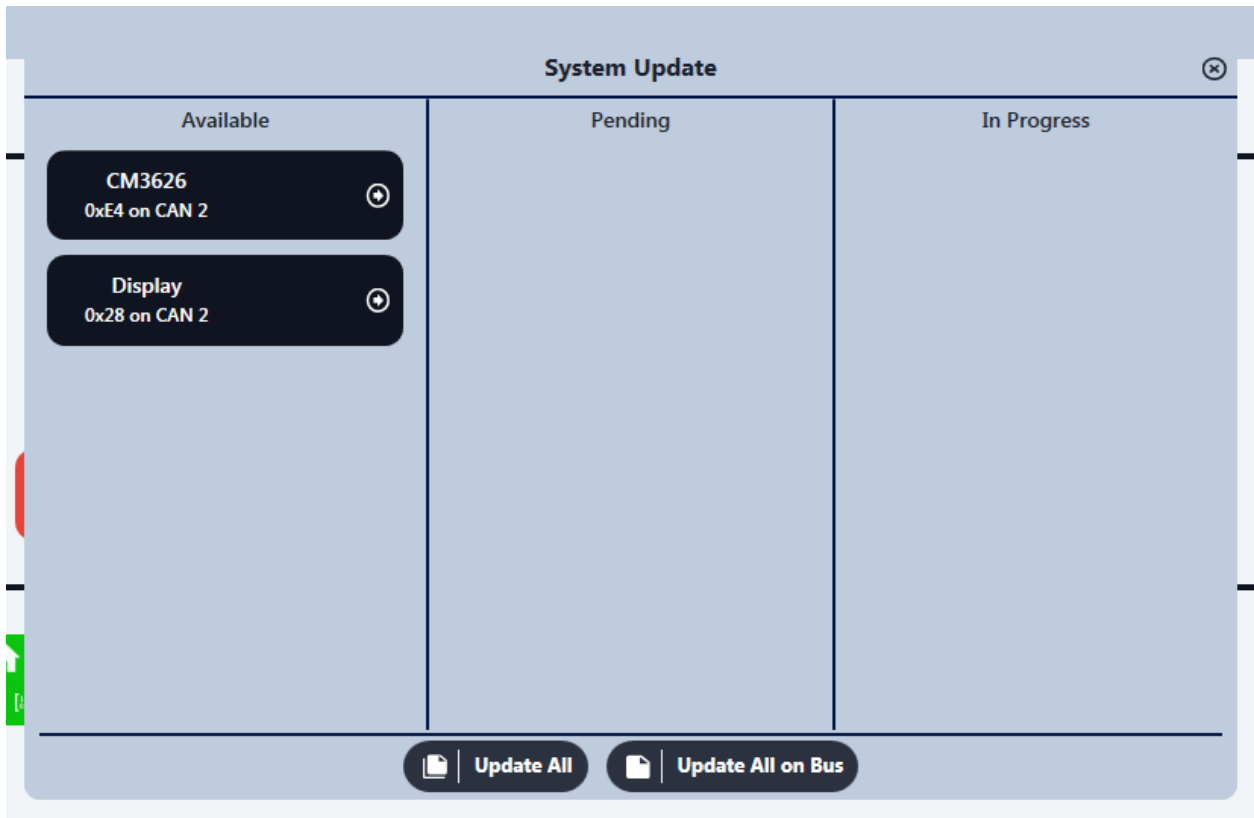 System Update
Available
Pending
In Progress
CM3626
0xE4 on CAN 2
Display
0x28 on CAN 2
Update All
Update All on Bus